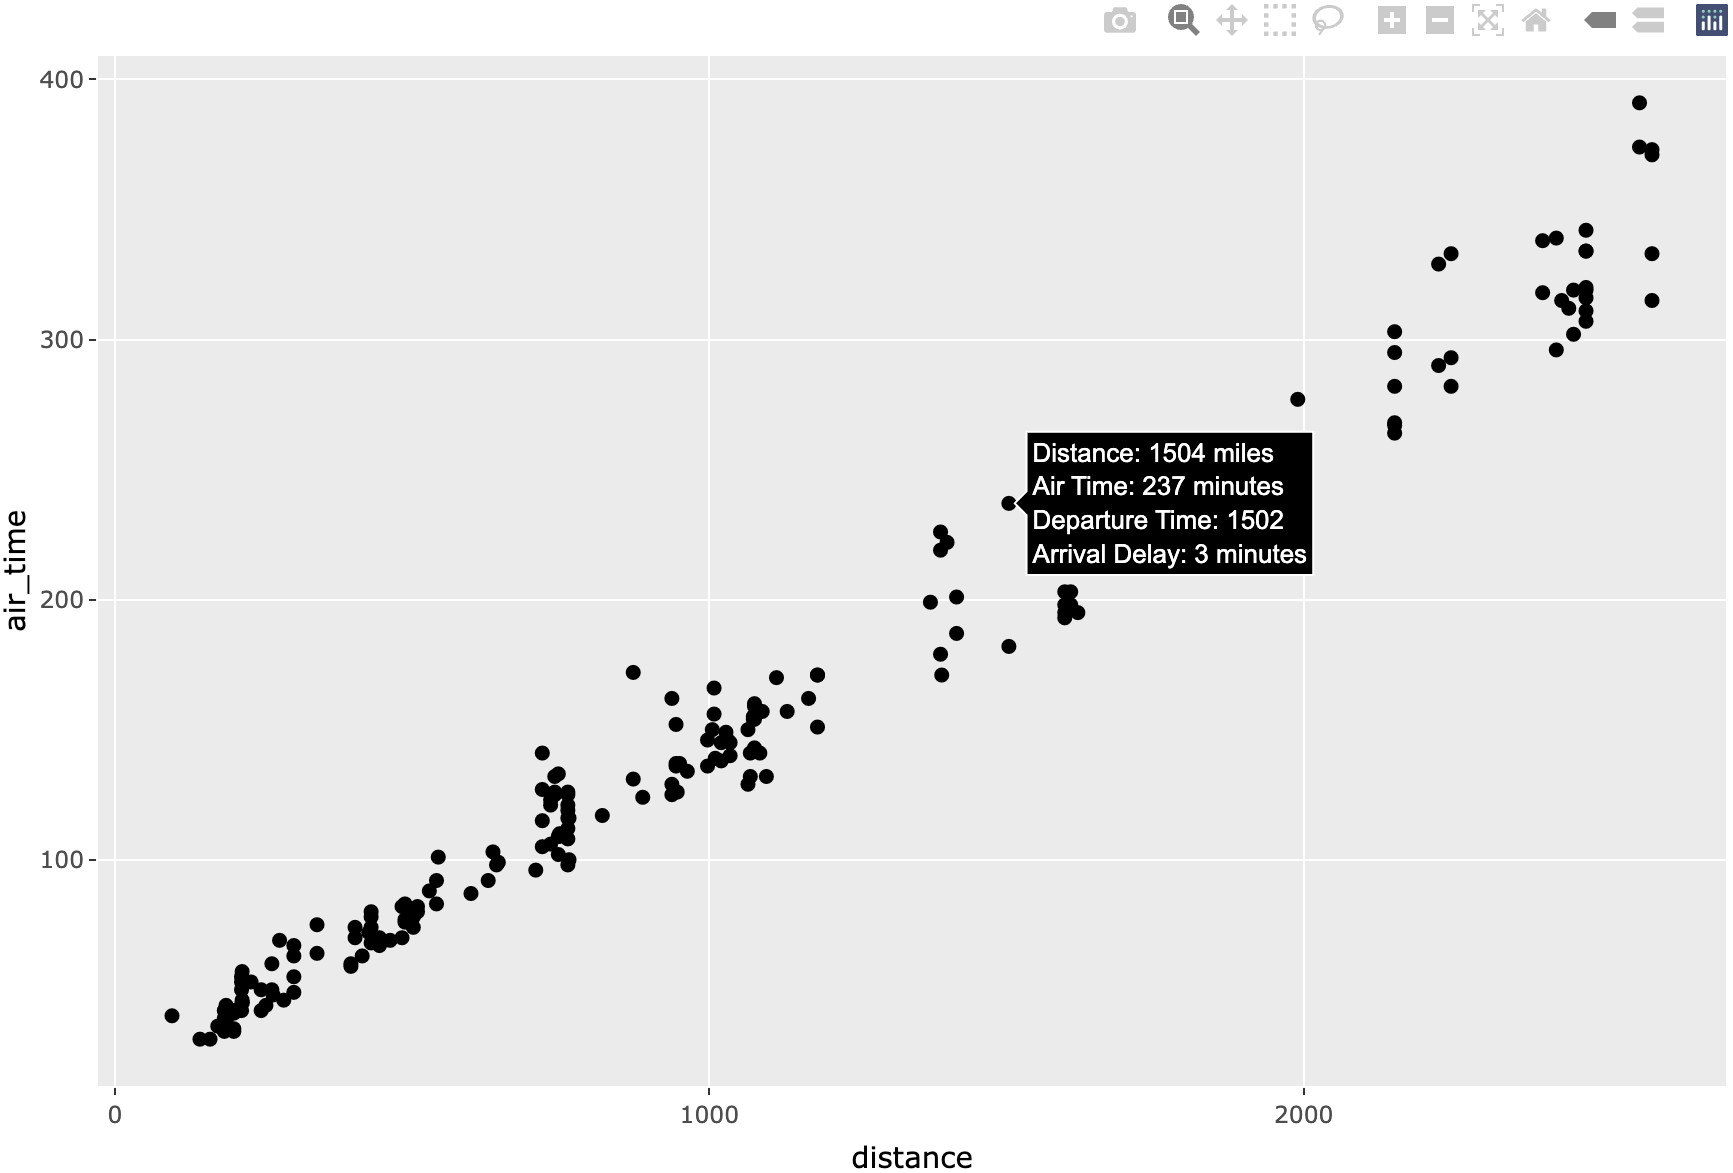 400
300
200
100
air_time
Distance: 1504 miles
Air Time: 237 minutes
Departure Time: 1502
Arrival Delay: 3 minutes
0
1000
2000
distance